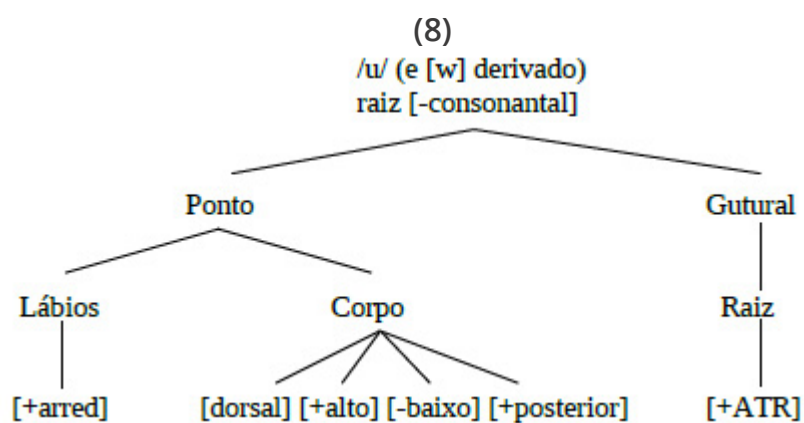 (8)
/u/ (e [w] derivado)
raiz [-consonantal]
Ponto Gutural
Lábios Corpo Raiz
[+arred] [dorsal] [+alto] [-baixo] [+posterior] [+ATR]